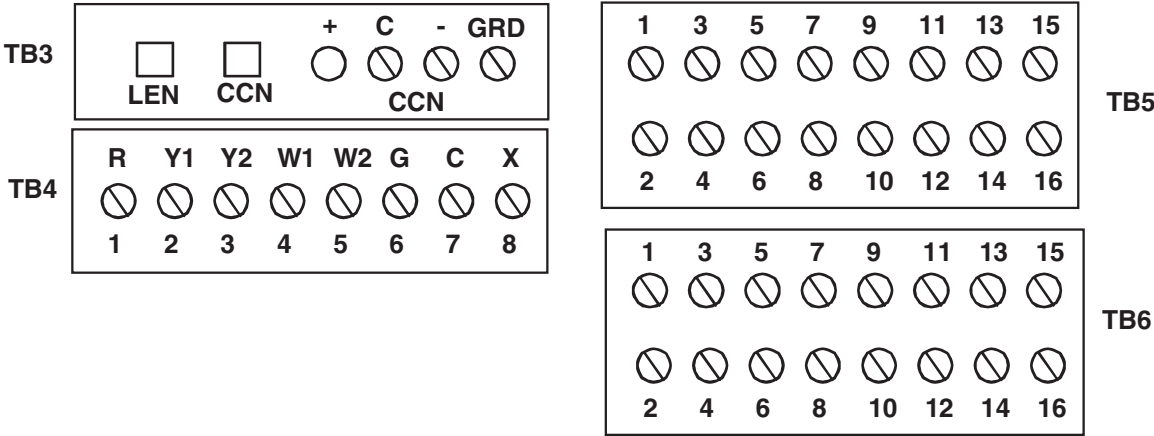 + C - GRD
TB3
LEN CCN CCN
R Y1 Y2 W1 W2 G C X
TB4
1 2 3 4 5 6 7 8
1 3 5 7 9 11 13 15
TB5
2 4 6 8 10 12 14 16
1 3 5 7 9 11 13 15
TB6
2 4 6 8 10 12 14 16